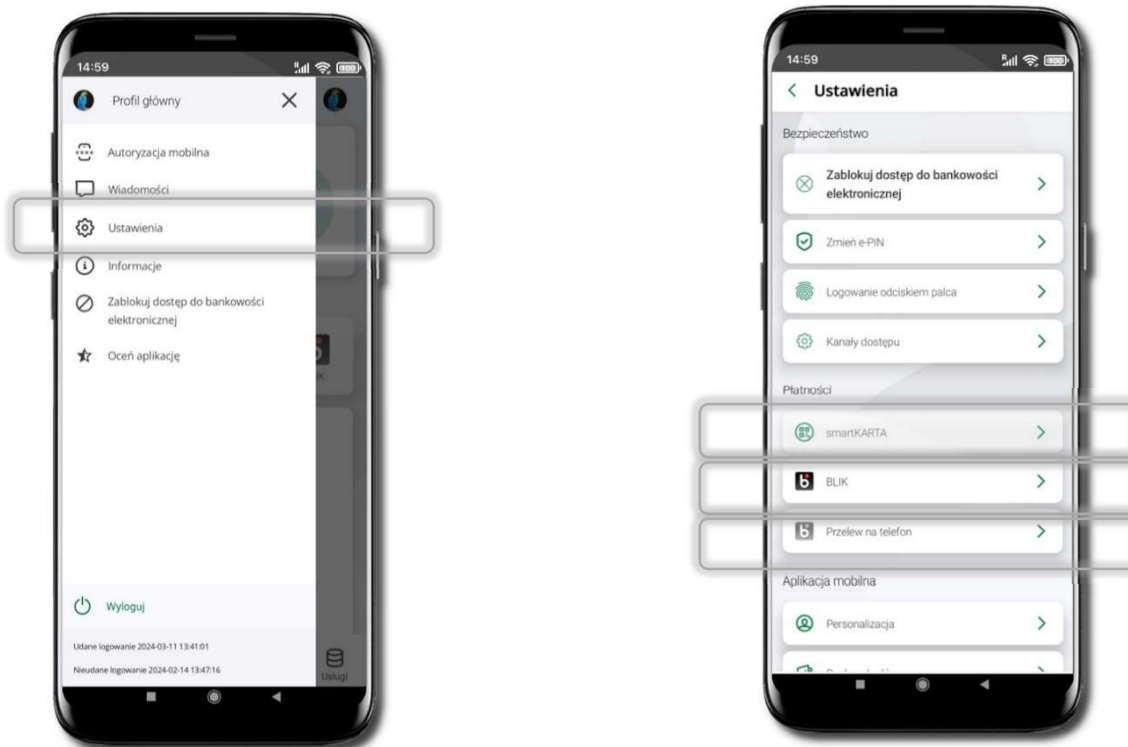 14:59
Profil główny
Autoryzacja mobilna
Wiadomości
Ustawienia
Informacje
Zablokuj dostęp do bankowości
elektronicznej
Oceń aplikację
Wyloguj
Udane logowanie 2024-03-11 13:41:01
Nieudane logowanie 2024-02-14 13:47:16
Usługi
14:59
Ustawienia
Bezpieczeństwo
Zablokuj dostęp do bankowości
elektronicznej
Zmień e-PIN
Logowanie odciskiem palca
Kanały dostępu
Płatności
smartKARTA
BLIK
Przelew na telefon
Aplikacja mobilna
Personalizacja